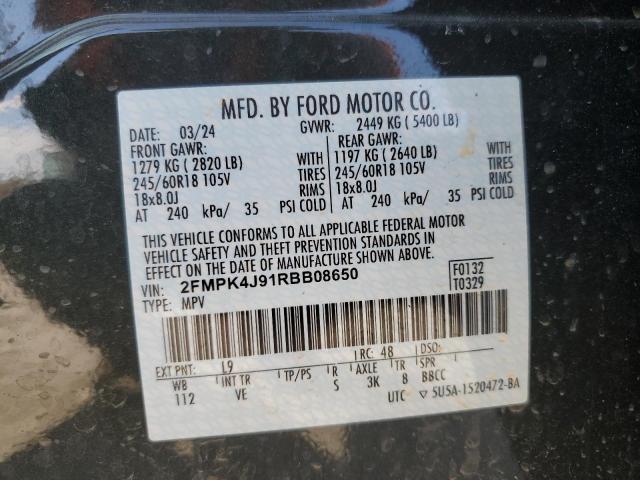 MFD. BY FORD MOTOR CO.
DATE: 03/24 GVWR: 2449 KG ( 5400 LB)
FRONT GAWR: REAR GAWR:
1279 KG ( 2820 LB) WITH 1197 KG ( 2640 LB) WITH
245/60R18 105V TIRES 245/60R18 105V TIRES
18x8.0J RIMS 18x8.0J RIMS
AT 240 kPa/ 35 PSI COLD AT 240 kPa/ 35 PSI COLD
THIS VEHICLE CONFORMS TO ALL APPLICABLE FEDERAL MOTOR
VEHICLE SAFETY AND THEFT PREVENTION STANDARDS IN
EFFECT ON THE DATE OF MANUFACTURE SHOWN ABOVE.
VIN: 2FMPK4J91RBB08650 F0132
TYPE: MPV T0329
EXT PNT: L9 RC: 48 DSO:
WB INT TR TP/PS R AXLE TR SPR
112 VE S 3K 8 BBCC
UTC ▽ 5U5A-1520472-BA